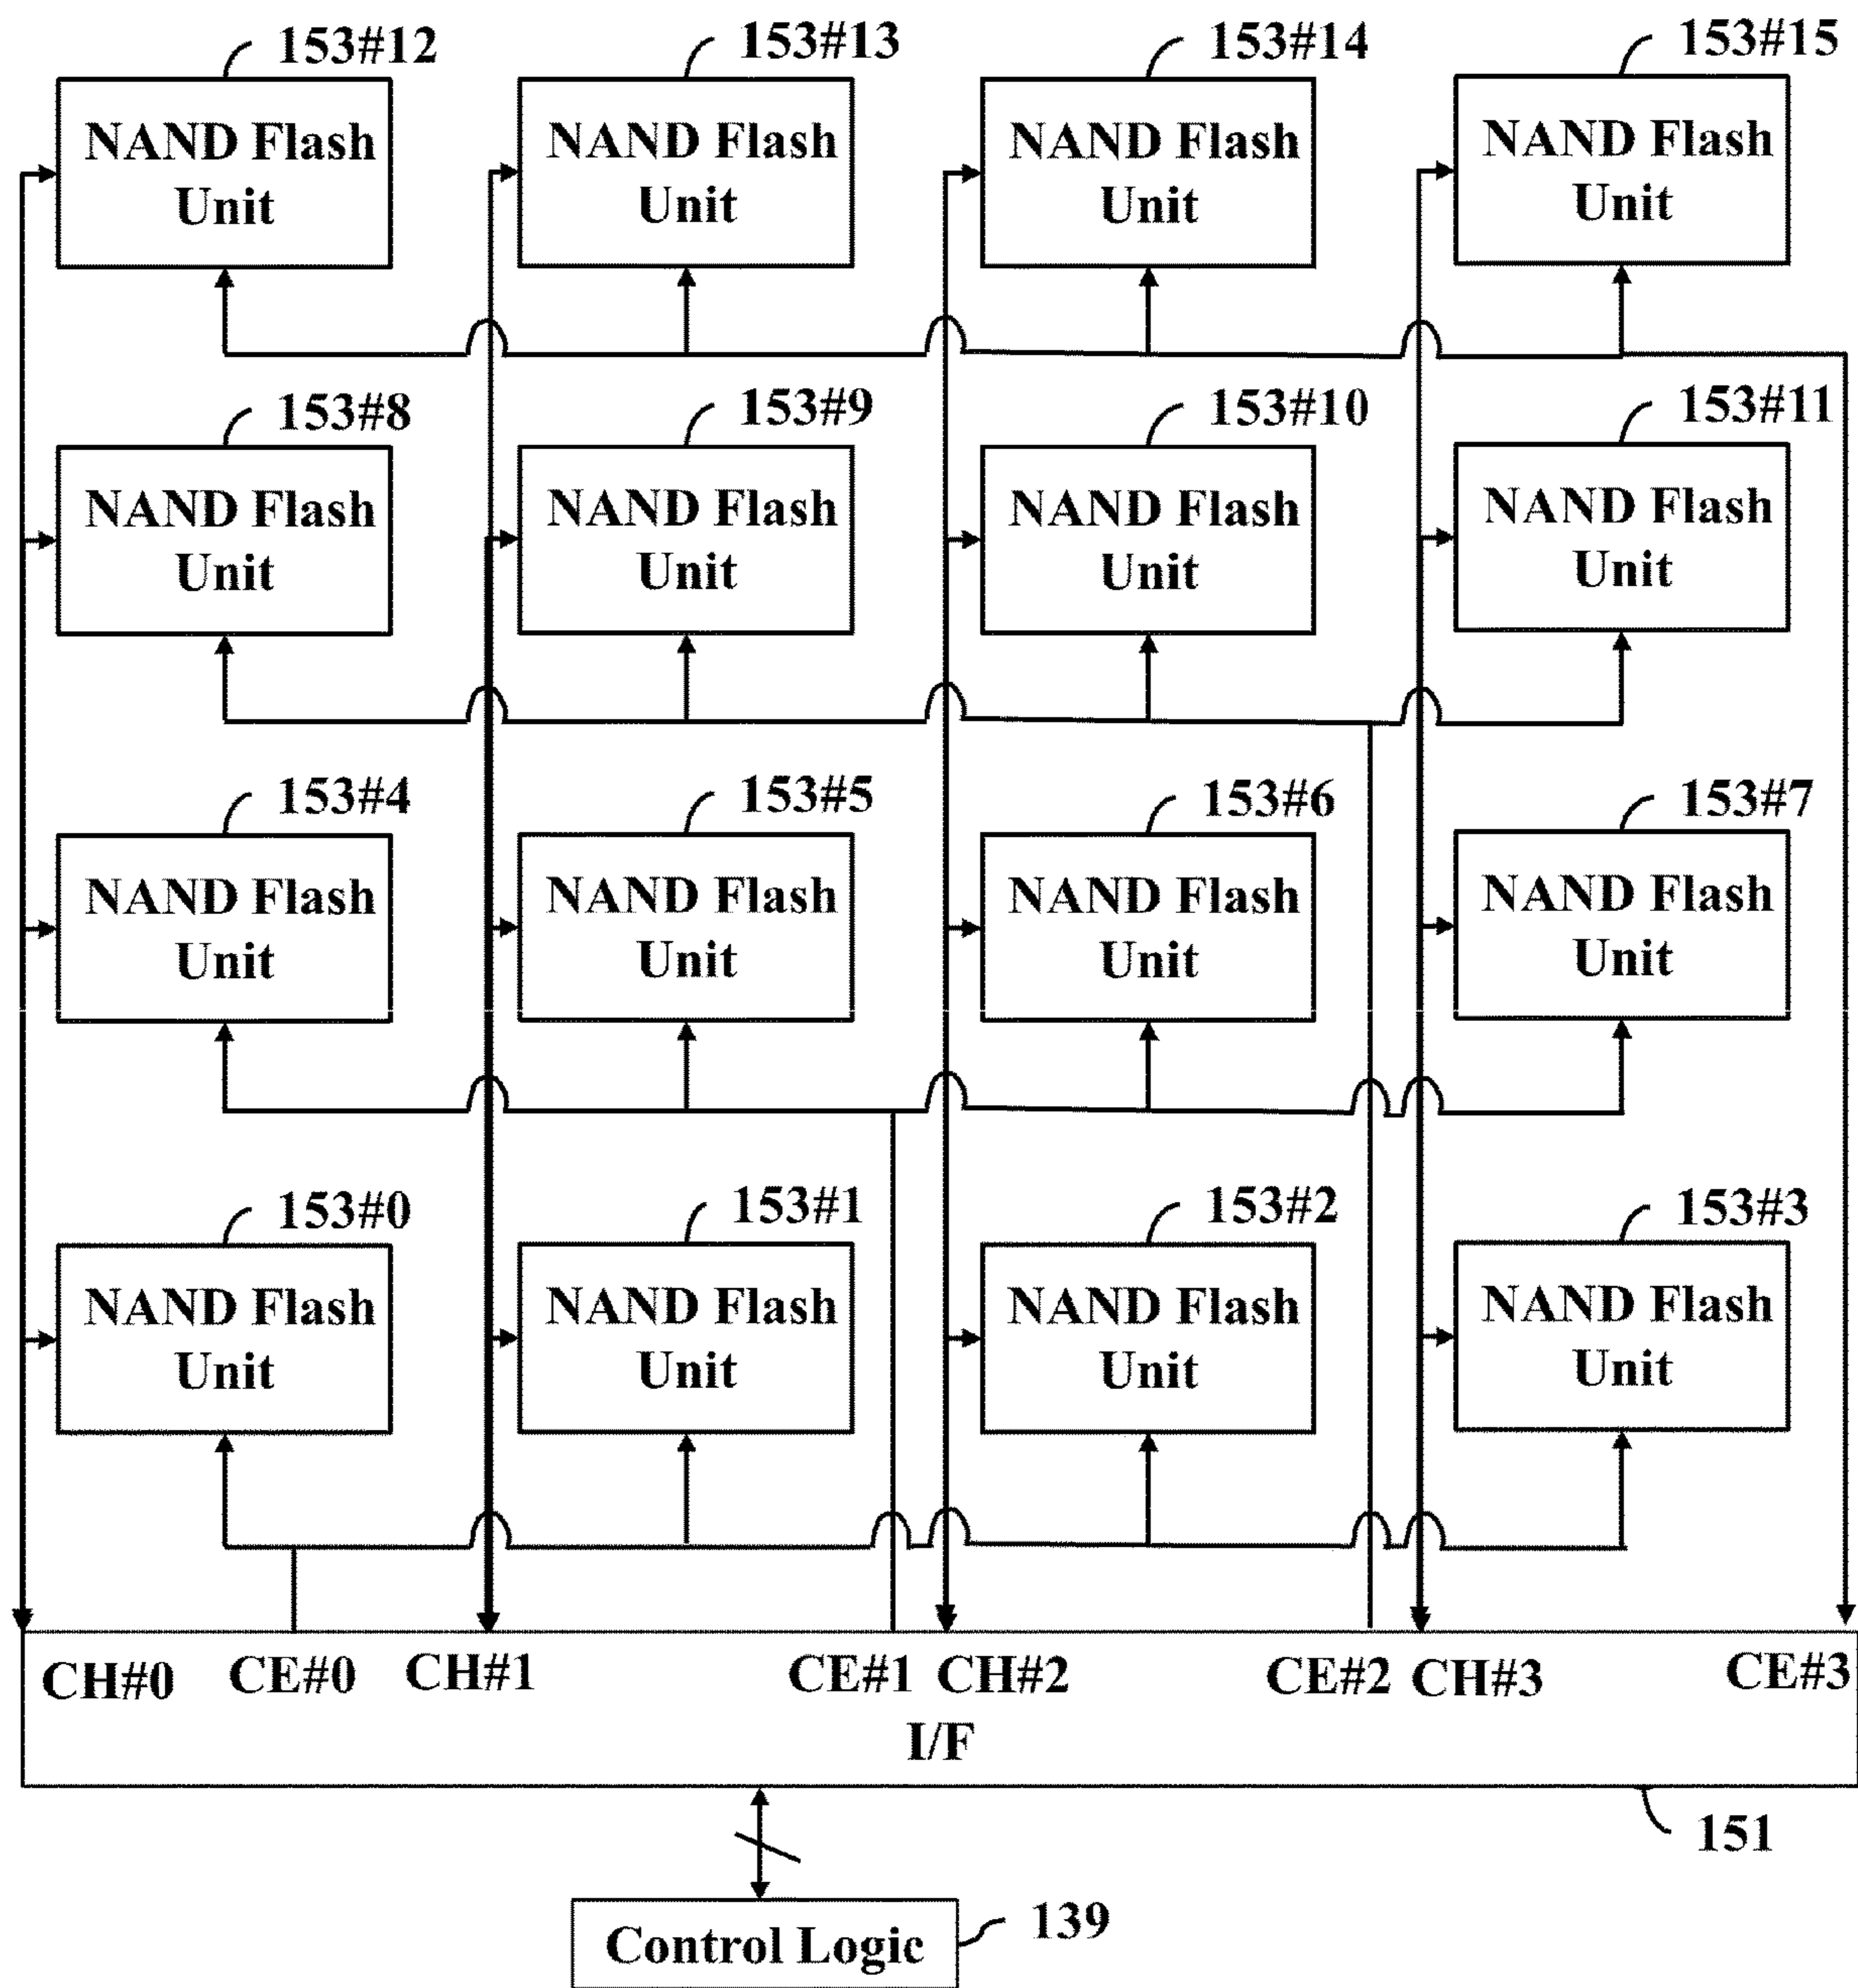 153#12 153#13 153#14 153#15
NAND Flash NAND Flash NAND Flash NAND Flash
Unit Unit Unit Unit
153#8 153#9 153#10 153#11
NAND Flash NAND Flash NAND Flash NAND Flash
Unit Unit Unit Unit
153#4 153#5 153#6 153#7
NAND Flash NAND Flash NAND Flash NAND Flash
Unit Unit Unit Unit
153#0 153#1 153#2 153#3
NAND Flash NAND Flash NAND Flash NAND Flash
Unit Unit Unit Unit
CH#0 CE#0 CH#1 CE#1 CH#2 CE#2 CH#3 CE#3
I/F
151
139
Control Logic